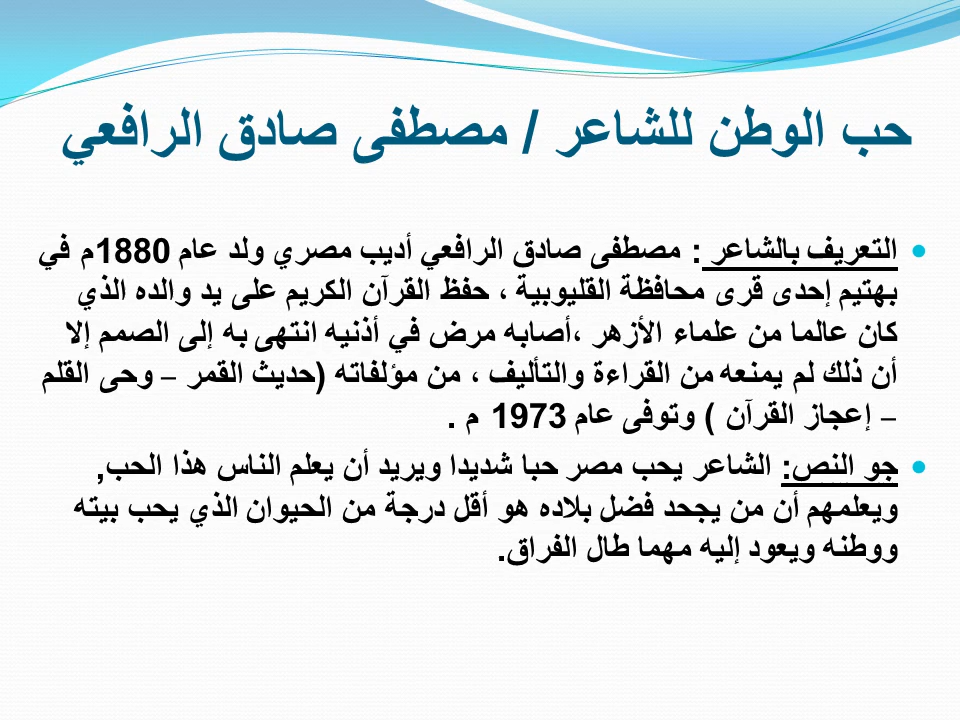 حب الوطن للشاعر / مصطفى صادق الرافعي
• التعريف بالشاعر : مصطفى صادق الرافعي أديب مصري ولد عام 1880م في
بهتيم إحدى قرى محافظة القليوبية ، حفظ القرآن الكريم على يد والده الذي
كان عالما من علماء الأزهر ،أصابه مرض في أذنيه انتهى به إلى الصمم إلا
أن ذلك لم يمنعه من القراءة والتأليف ، من مؤلفاته (حديث القمر – وحى القلم
– إعجاز القرآن ) وتوفى عام 1973 م .
• جو النص: الشاعر يحب مصر حبا شديدا ويريد أن يعلم الناس هذا الحب,
ويعلمهم أن من يجحد فضل بلاده هو أقل درجة من الحيوان الذي يحب بيته
ووطنه ويعود إليه مهما طال الفراق.